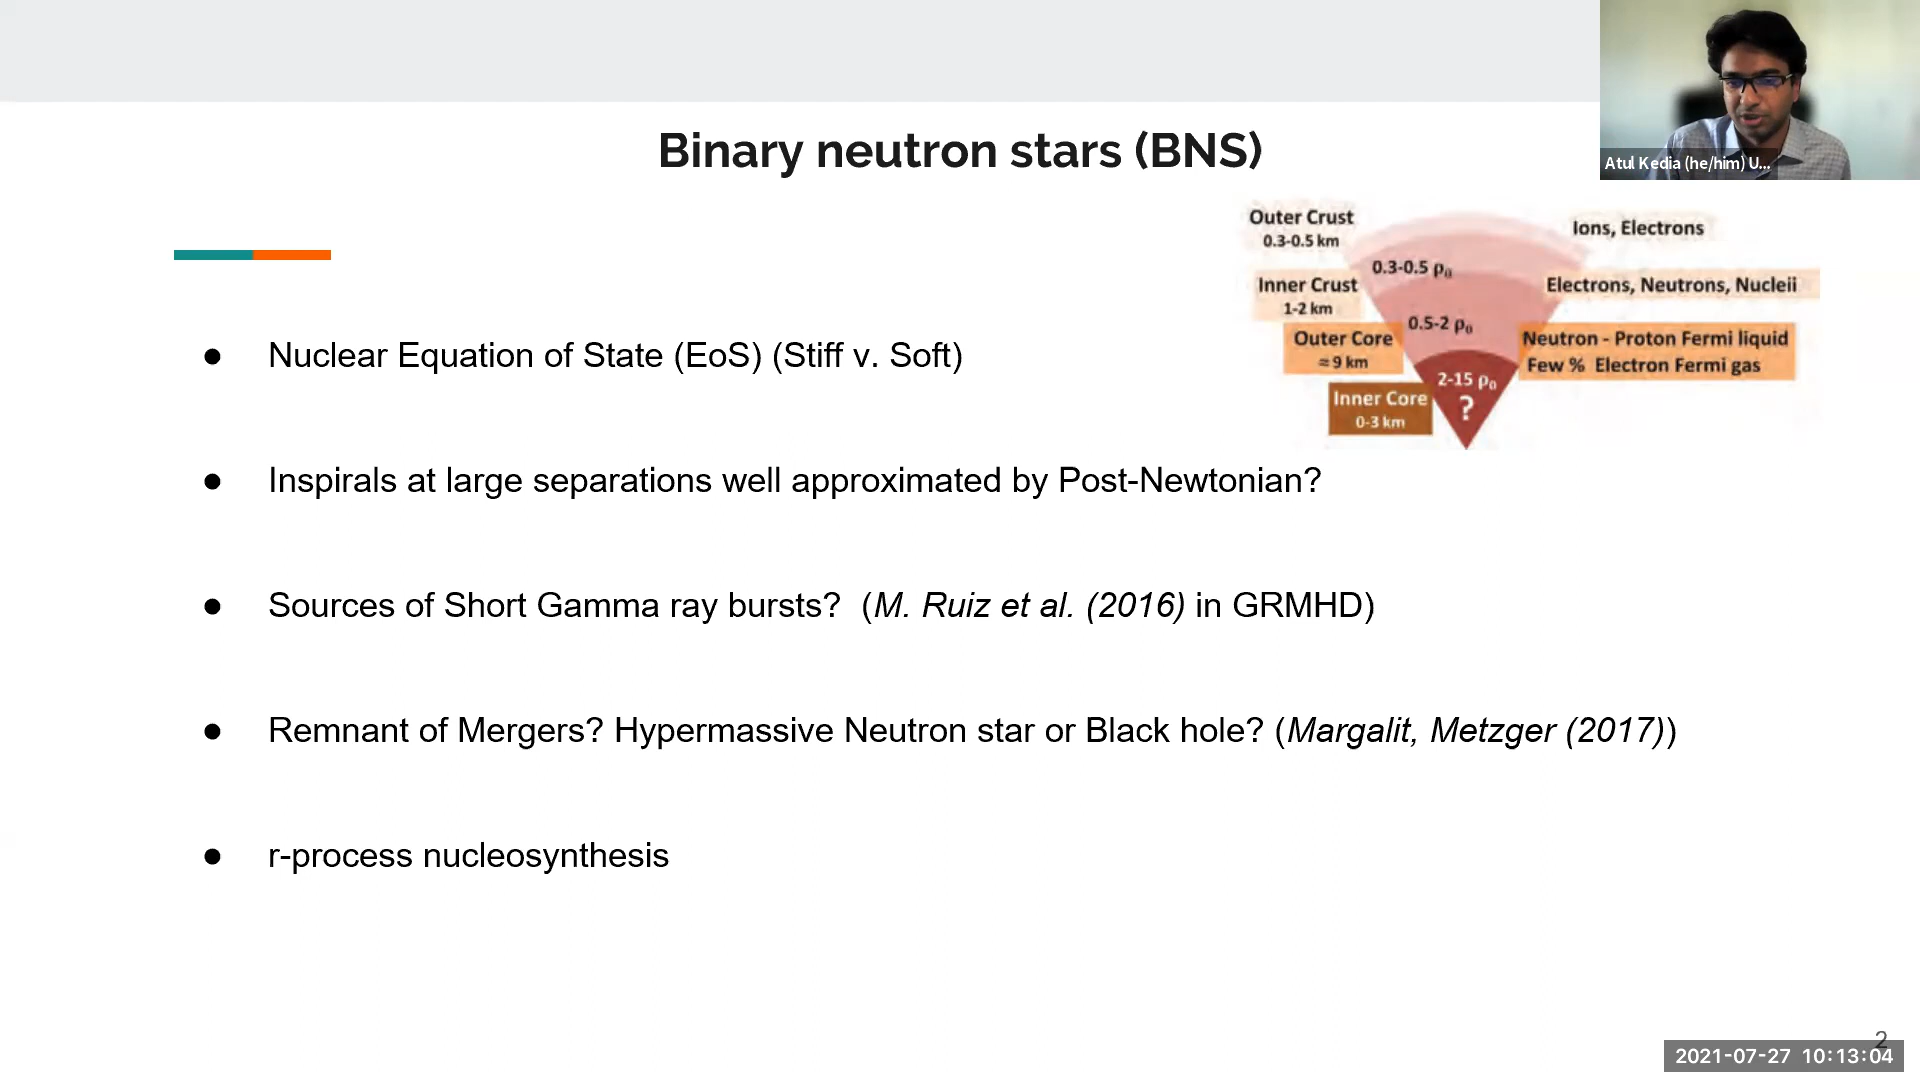 Binary neutron stars (BNS)
Atul Kedia (he/him) U...
Outer Crust
0.3-0.5 km
Ions, Electrons
0.3-0.5 ρ₀
Inner Crust
1-2 km
Electrons, Neutrons, Nucleii
0.5-2 ρ₀
Outer Core
≈ 9 km
Neutron - Proton Fermi liquid
Few % Electron Fermi gas
2-15 ρ₀
?
Inner Core
0-3 km
● Nuclear Equation of State (EoS) (Stiff v. Soft)
● Inspirals at large separations well approximated by Post-Newtonian?
● Sources of Short Gamma ray bursts? (M. Ruiz et al. (2016) in GRMHD)
● Remnant of Mergers? Hypermassive Neutron star or Black hole? (Margalit, Metzger (2017))
● r-process nucleosynthesis
2
2021-07-27 10:13:04